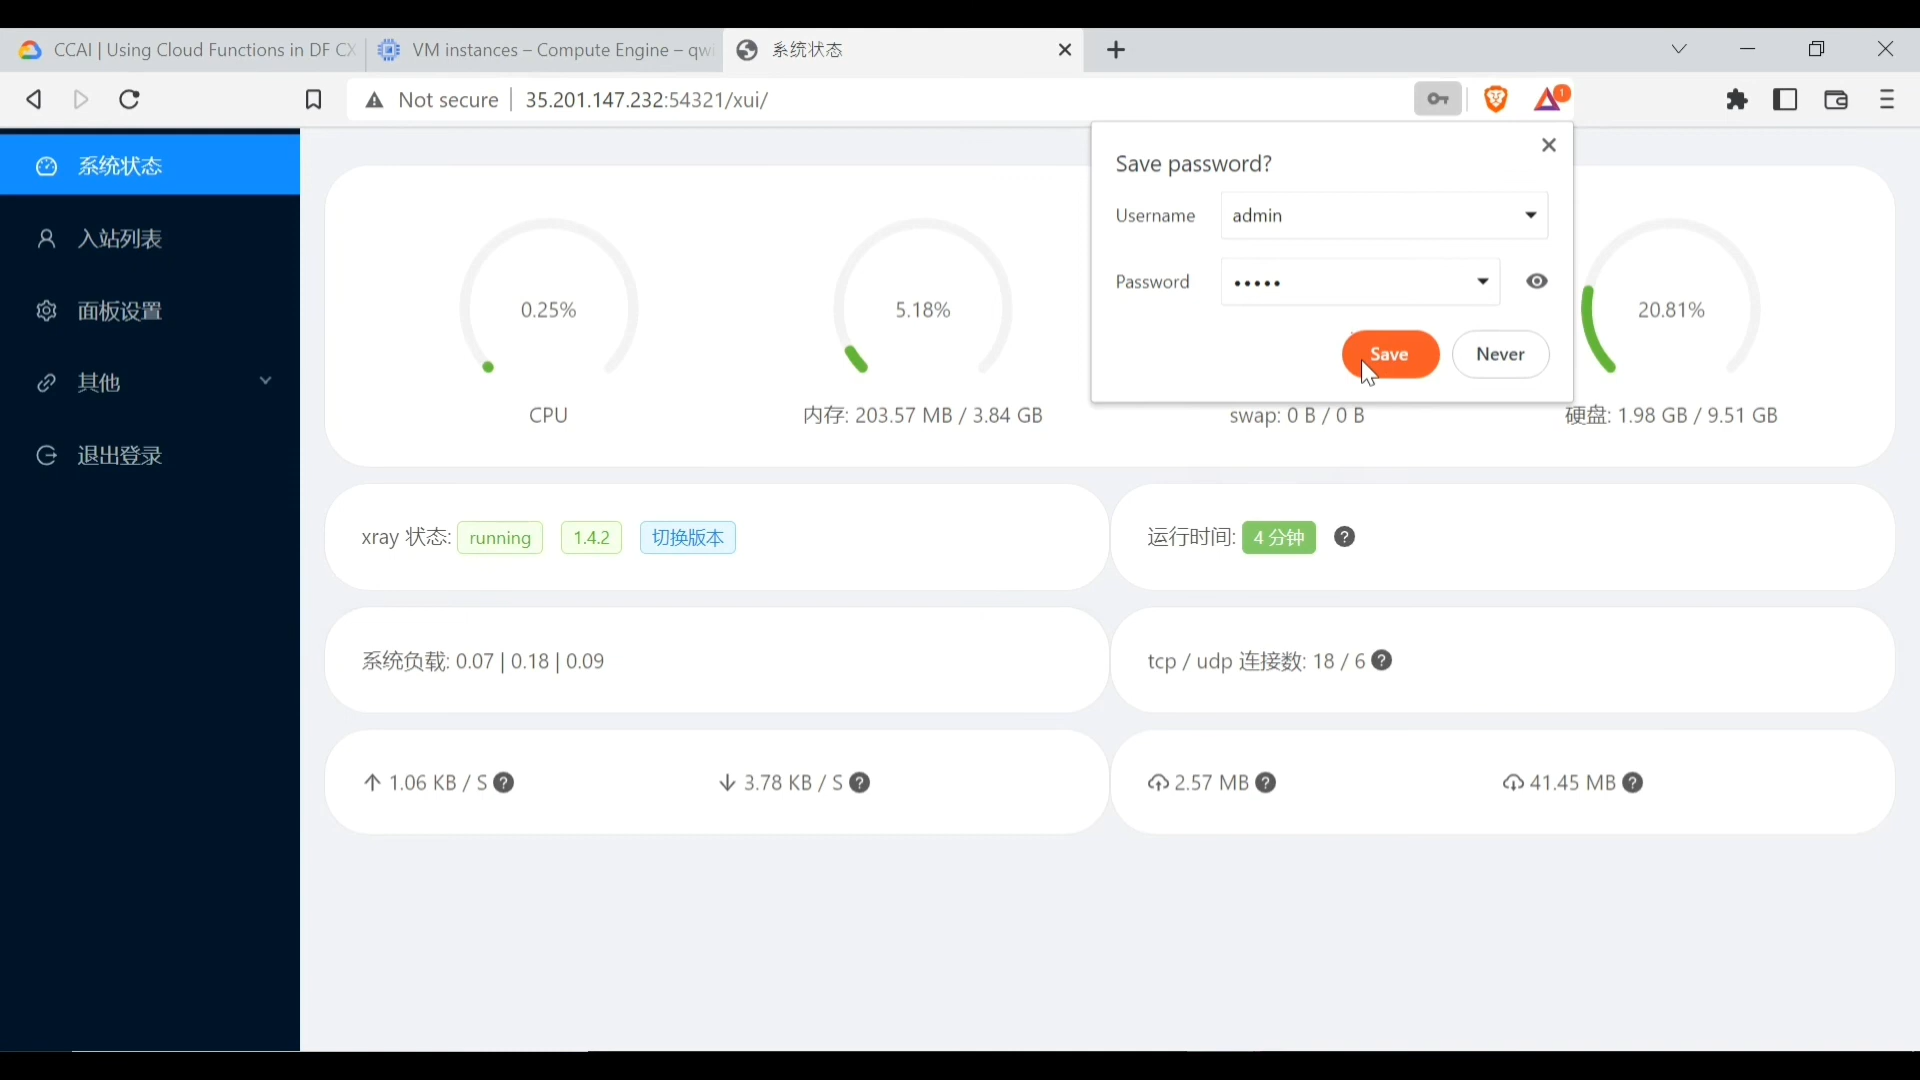 CCAI | Using Cloud Functions in DF CX
VM instances – Compute Engine – qwi
系统状态
Not secure
35.201.147.232:54321/xui/
1
系统状态
入站列表
面板设置
其他
退出登录
Save password?
Username
admin
Password
•••••
Save
Never
0.25%
5.18%
20.81%
CPU
内存: 203.57 MB / 3.84 GB
swap: 0 B / 0 B
硬盘: 1.98 GB / 9.51 GB
xray 状态: running 1.4.2 切换版本
运行时间: 4 分钟 ?
系统负载: 0.07 | 0.18 | 0.09
tcp / udp 连接数: 18 / 6 ?
↑ 1.06 KB / S ?
↓ 3.78 KB / S ?
2.57 MB ?
41.45 MB ?